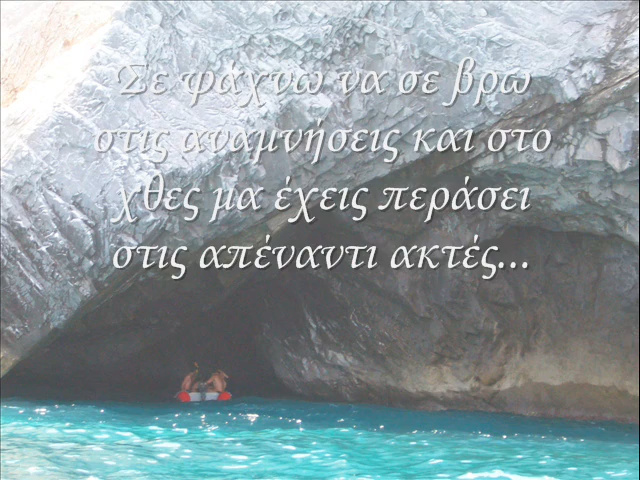 Σε ψάχνω να σε βρω
στις αναμνήσεις και στο
χθες μα έχεις περάσει
στις απέναντι ακτές...